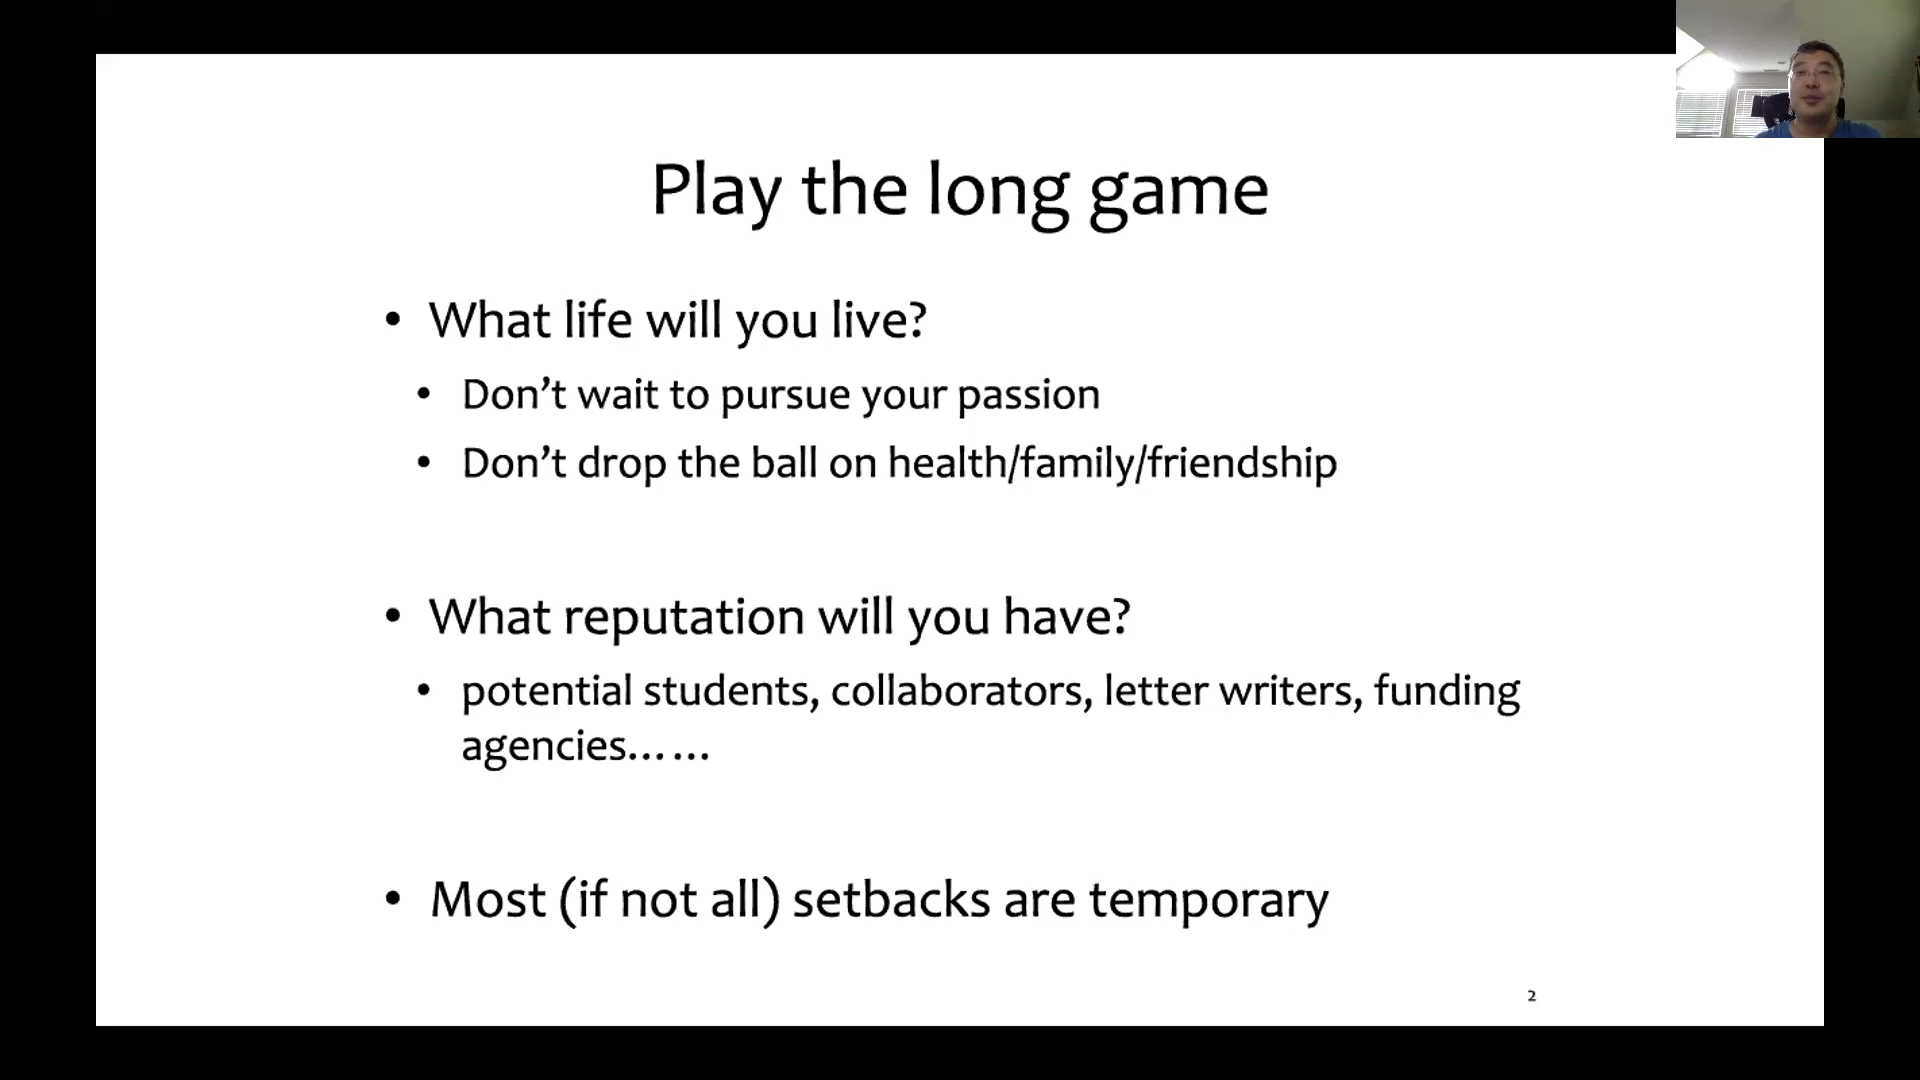 Play the long game
• What life will you live?
• Don’t wait to pursue your passion
• Don’t drop the ball on health/family/friendship
• What reputation will you have?
• potential students, collaborators, letter writers, funding
agencies……
• Most (if not all) setbacks are temporary
2